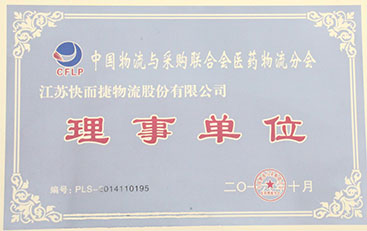 CFLP
中国物流与采购联合会医药物流分会
江苏快而捷物流股份有限公司
理事单位
编号：PLS-2014110195
二〇一 十月